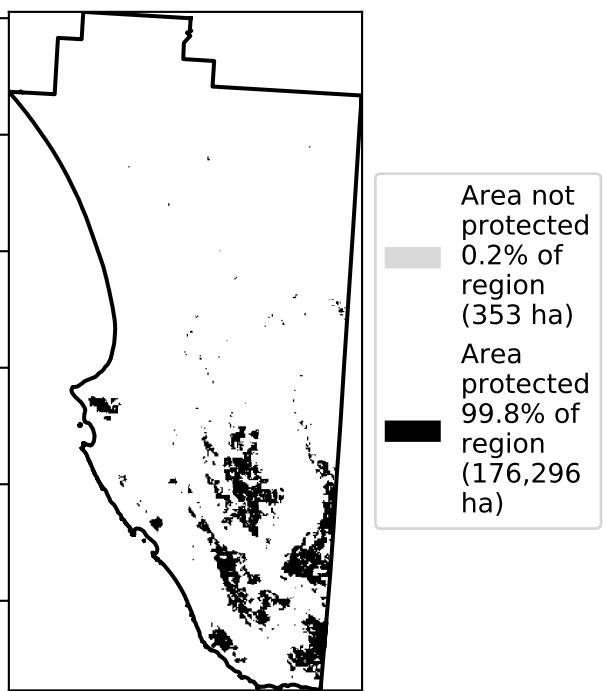 Area not
protected
0.2% of
region
(353 ha)
Area
protected
99.8% of
region
(176,296
ha)